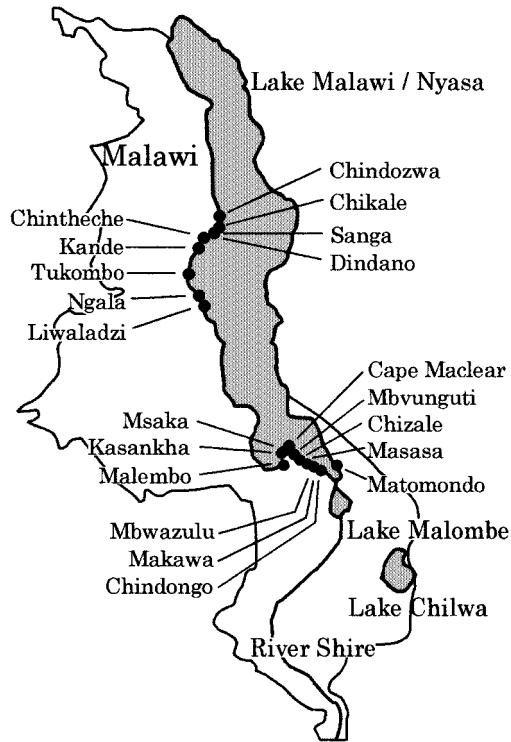 Lake Malawi / Nyasa
Malawi
Chindozwa
Chikale
Sanga
Dindano
Chintheche
Kande
Tukombo
Ngala
Liwaladzi
Cape Maclear
Mbvunguti
Chizale
Masasa
Matomondo
Msaka
Kasankha
Malembo
Mbwazulu
Makawa
Chindongo
Lake Malombe
Lake Chilwa
River Shire